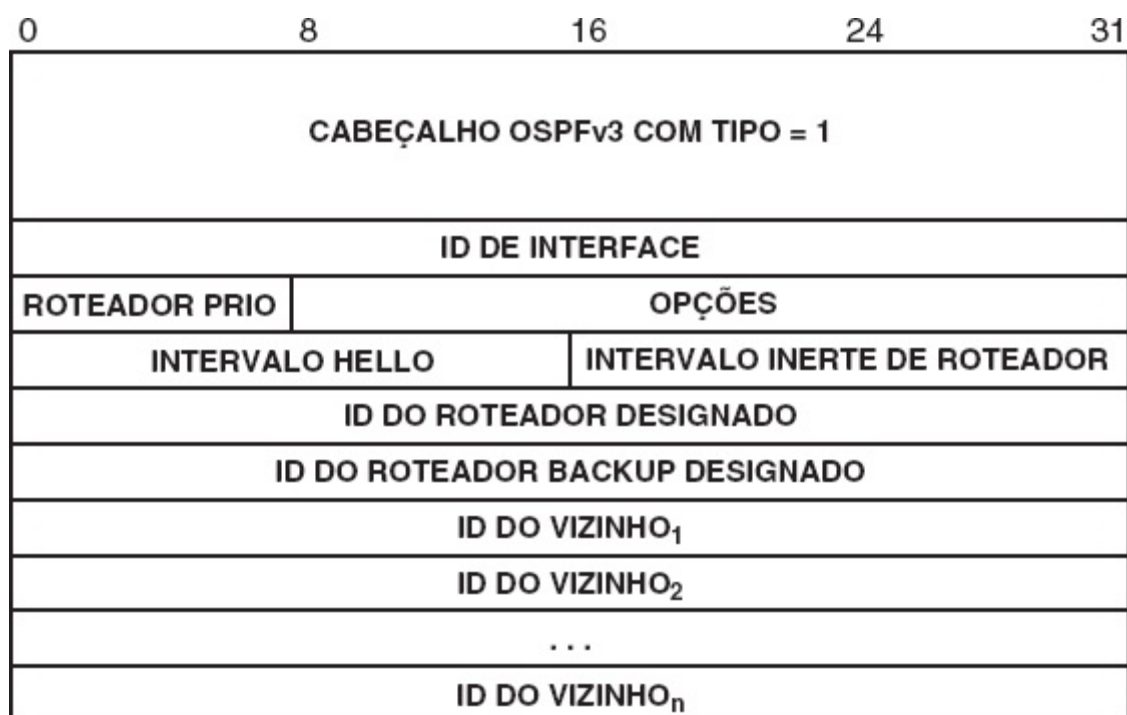 0 8 16 24 31
CABEÇALHO OSPFv3 COM TIPO = 1
ID DE INTERFACE
ROTEADOR PRIO OPÇÕES
INTERVALO HELLO INTERVALO INERTE DE ROTEADOR
ID DO ROTEADOR DESIGNADO
ID DO ROTEADOR BACKUP DESIGNADO
ID DO VIZINHO₁
ID DO VIZINHO₂
. . .
ID DO VIZINHOₙ